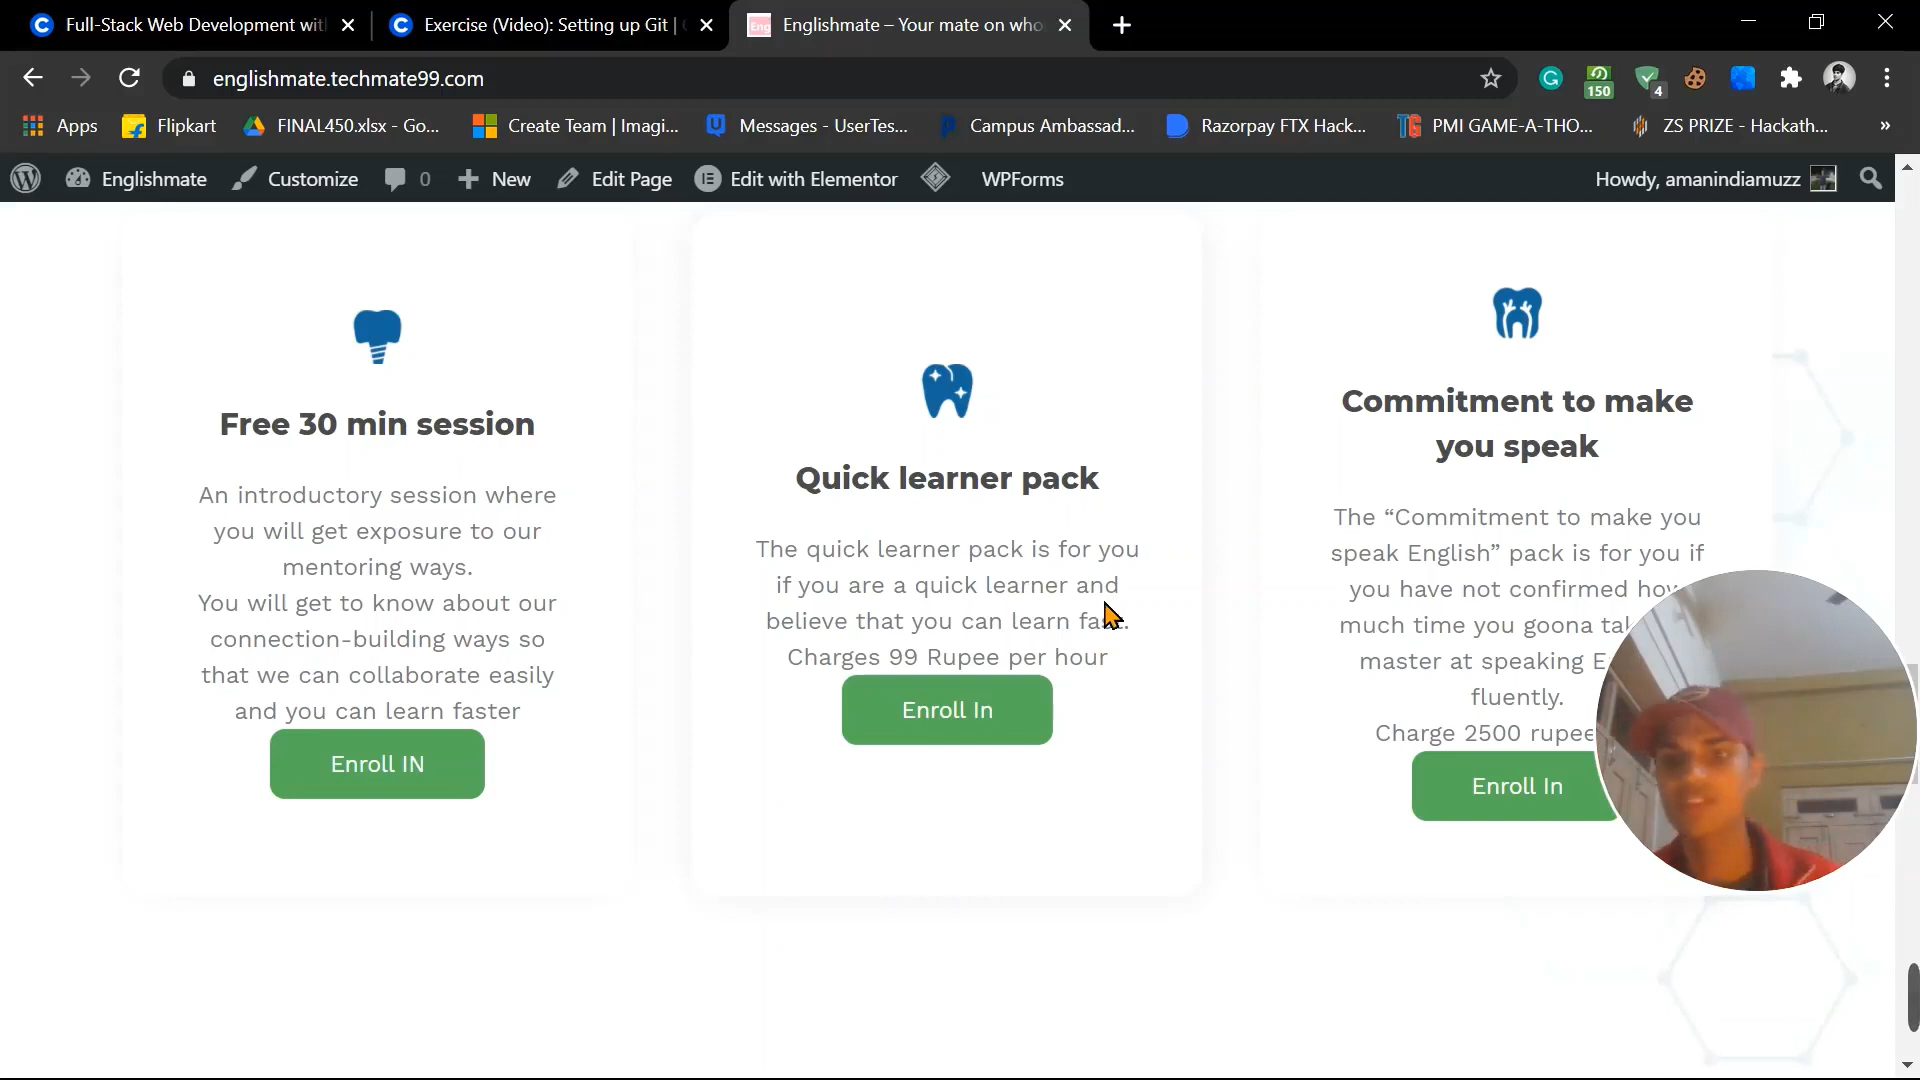 Full-Stack Web Development wit
Exercise (Video): Setting up Git |
Englishmate – Your mate on who
englishmate.techmate99.com
150
4
Apps
Flipkart
FINAL450.xlsx - Go...
Create Team | Imagi...
Messages - UserTes...
Campus Ambassad...
Razorpay FTX Hack...
PMI GAME-A-THO...
ZS PRIZE - Hackath...
»
Englishmate
Customize
0
New
Edit Page
Edit with Elementor
WPForms
Howdy, amanindiamuzz
Free 30 min session
An introductory session where
you will get exposure to our
mentoring ways.
You will get to know about our
connection-building ways so
that we can collaborate easily
and you can learn faster
Enroll IN
Quick learner pack
The quick learner pack is for you
if you are a quick learner and
believe that you can learn fast.
Charges 99 Rupee per hour
Enroll In
Commitment to make
you speak
The “Commitment to make you
speak English” pack is for you if
you have not confirmed how
much time you goona
master at speaking
fluently.
Charge 2500 rupee
Enroll In